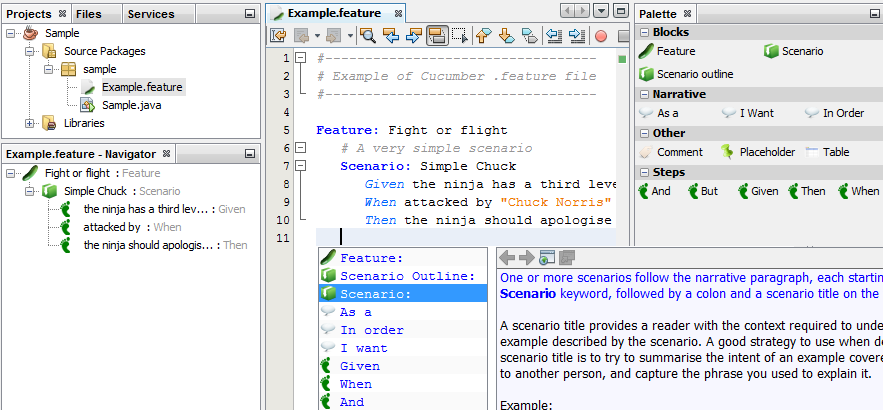 Projects Files Services
Sample
Source Packages
sample
Example.feature
Sample.java
Libraries
Example.feature - Navigator
Fight or flight : Feature
Simple Chuck : Scenario
the ninja has a third lev... : Given
attacked by : When
the ninja should apologis... : Then
Example.feature
1 #-----------------------------------
2 # Example of Cucumber .feature file
3 #-----------------------------------
4
5 Feature: Fight or flight
6 # A very simple scenario
7 Scenario: Simple Chuck
8 Given the ninja has a third leve
9 When attacked by "Chuck Norris"
10 Then the ninja should apologise
11
Feature:
Scenario Outline:
Scenario:
As a
In order
I want
Given
When
And
Palette
Blocks
Feature Scenario
Scenario outline
Narrative
As a I Want In Order
Other
Comment Placeholder Table
Steps
And But Given Then When
One or more scenarios follow the narrative paragraph, each startin
Scenario keyword, followed by a colon and a scenario title on the
A scenario title provides a reader with the context required to unde
example described by the scenario. A good strategy to use when de
scenario title is to try to summarise the intent of an example covere
to another person, and capture the phrase you used to explain it.
Example: